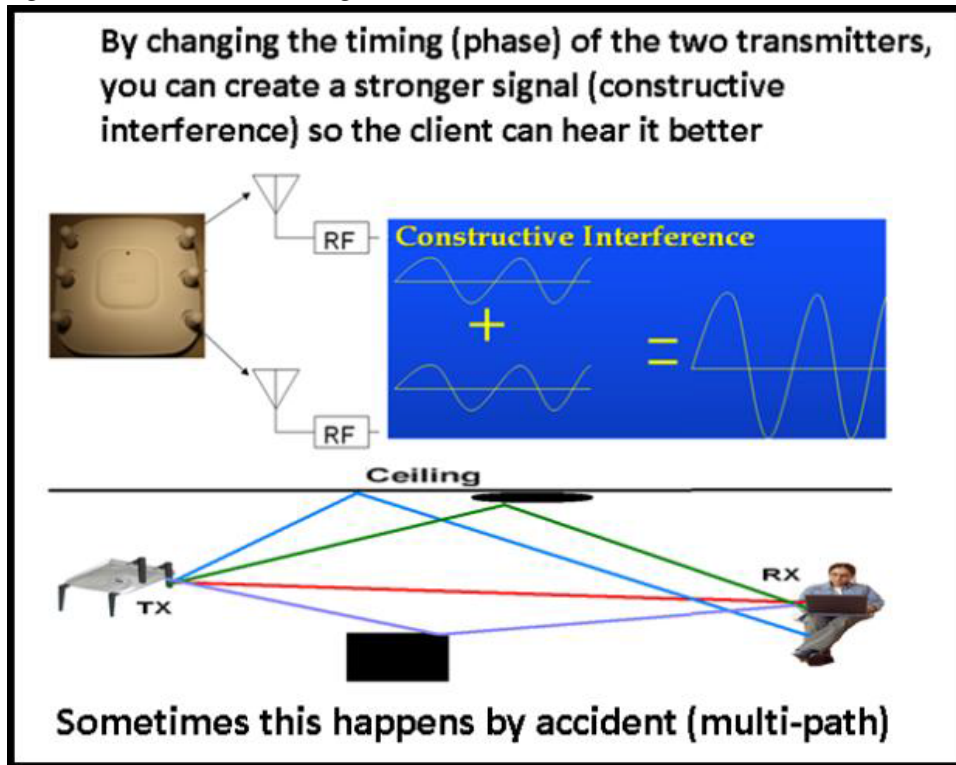 By changing the timing (phase) of the two transmitters,
you can create a stronger signal (constructive
interference) so the client can hear it better
RF
Constructive Interference
+
=
RF
Ceiling
TX
RX
Sometimes this happens by accident (multi-path)